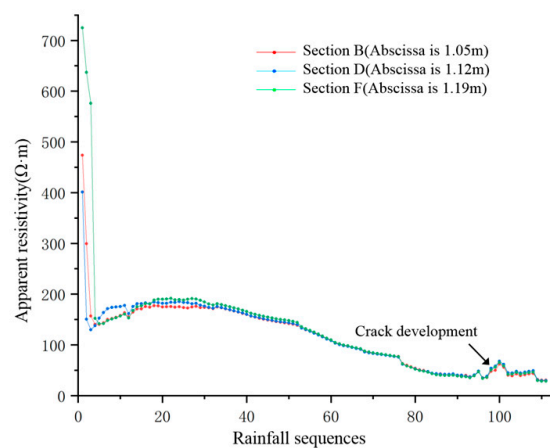 700
600
500
400
300
200
100
0
Apparent resistivity(Ω·m)
Section B(Abscissa is 1.05m)
Section D(Abscissa is 1.12m)
Section F(Abscissa is 1.19m)
Crack development
0 20 40 60 80 100
Rainfall sequences